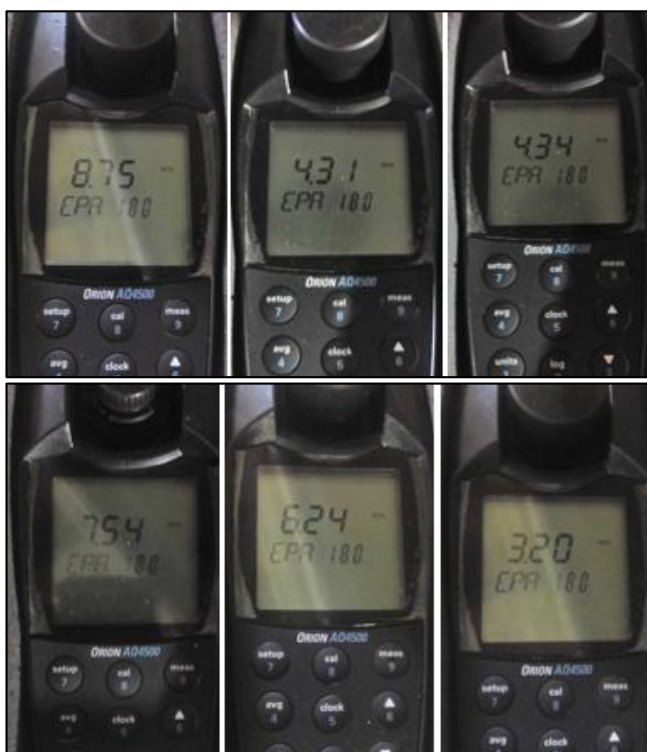 8.75
EPA 180
ORION AQ4500
setup cal meas
7 8 9
avg clock
4.31
EPA 180
ORION AQ4500
setup cal meas
7 8 9
avg clock
4 5 6
4.34
EPA 180
ORION AQ4500
setup cal meas
7 8 9
avg clock
4 5 6
units log
7.54
EPA 180
ORION AQ4500
setup cal meas
7 8 9
avg clock
6.24
EPA 180
ORION AQ4500
setup cal meas
7 8 9
avg clock
4 5 6
3.20
EPA 180
ORION AQ4500
setup cal meas
7 8 9
avg clock